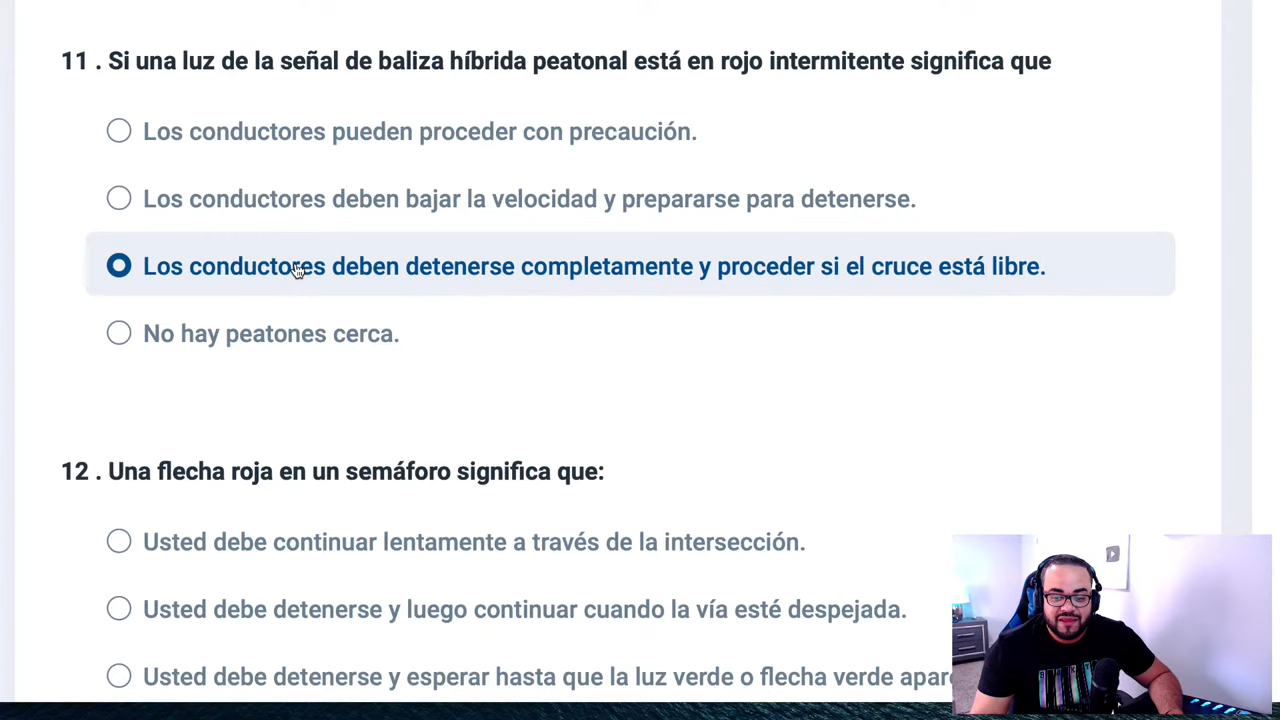 11 . Si una luz de la señal de baliza híbrida peatonal está en rojo intermitente significa que
Los conductores pueden proceder con precaución.
Los conductores deben bajar la velocidad y prepararse para detenerse.
Los conductores deben detenerse completamente y proceder si el cruce está libre.
No hay peatones cerca.
12 . Una flecha roja en un semáforo significa que:
Usted debe continuar lentamente a través de la intersección.
Usted debe detenerse y luego continuar cuando la vía esté despejada.
Usted debe detenerse y esperar hasta que la luz verde o flecha verde